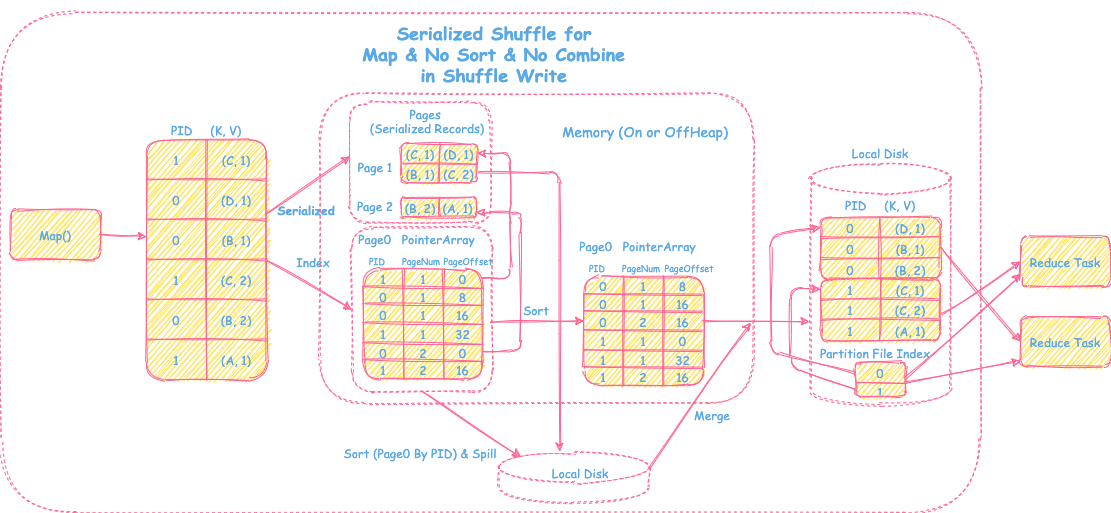 Serialized Shuffle for
Map & No Sort & No Combine
in Shuffle Write
Map()
PID (K, V)
1 (C, 1)
0 (D, 1)
0 (B, 1)
1 (C, 2)
0 (B, 2)
1 (A, 1)
Serialized
Index
Pages
(Serialized Records)
Page 1
(C, 1) (D, 1)
(B, 1) (C, 2)
Page 2
(B, 2) (A, 1)
Memory (On or OffHeap)
Page0 PointerArray
PID PageNum PageOffset
1 1 0
0 1 8
0 1 16
1 1 32
0 2 0
1 2 16
Sort
Page0 PointerArray
PID PageNum PageOffset
0 1 8
0 1 16
0 2 16
1 1 0
1 1 32
1 2 16
Merge
Sort (Page0 By PID) & Spill
Local Disk
Local Disk
PID (K, V)
0 (D, 1)
0 (B, 1)
0 (B, 2)
1 (C, 1)
1 (C, 2)
1 (A, 1)
Partition File Index
0
1
Reduce Task
Reduce Task